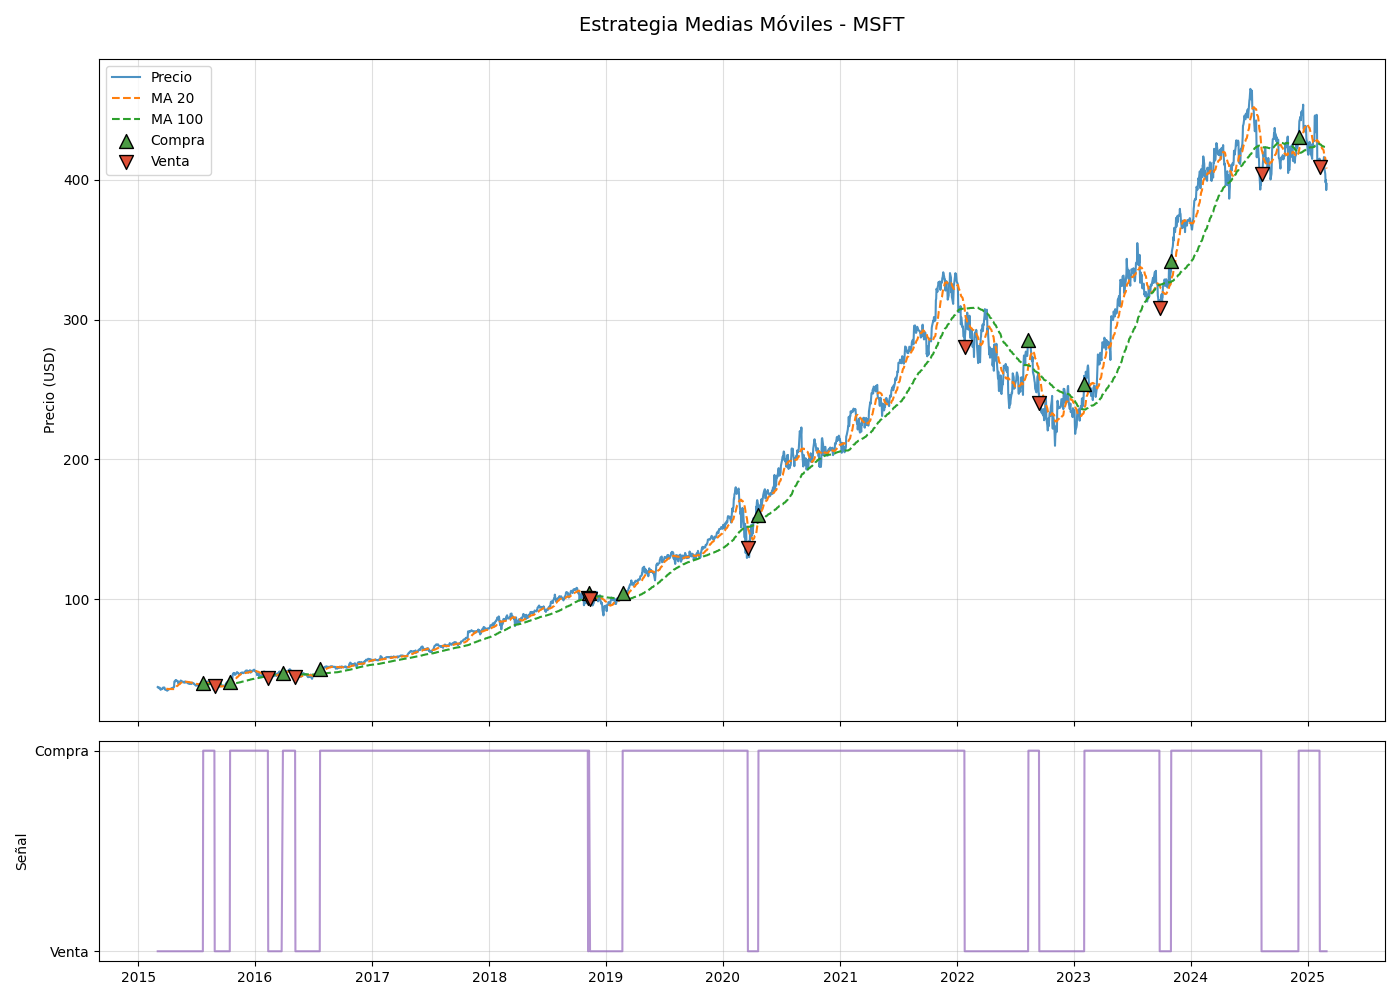 Estrategia Medias Móviles - MSFT
Precio
MA 20
MA 100
Compra
Venta
Precio (USD)
400
300
200
100
Compra
Venta
Señal
2015 2016 2017 2018 2019 2020 2021 2022 2023 2024 2025